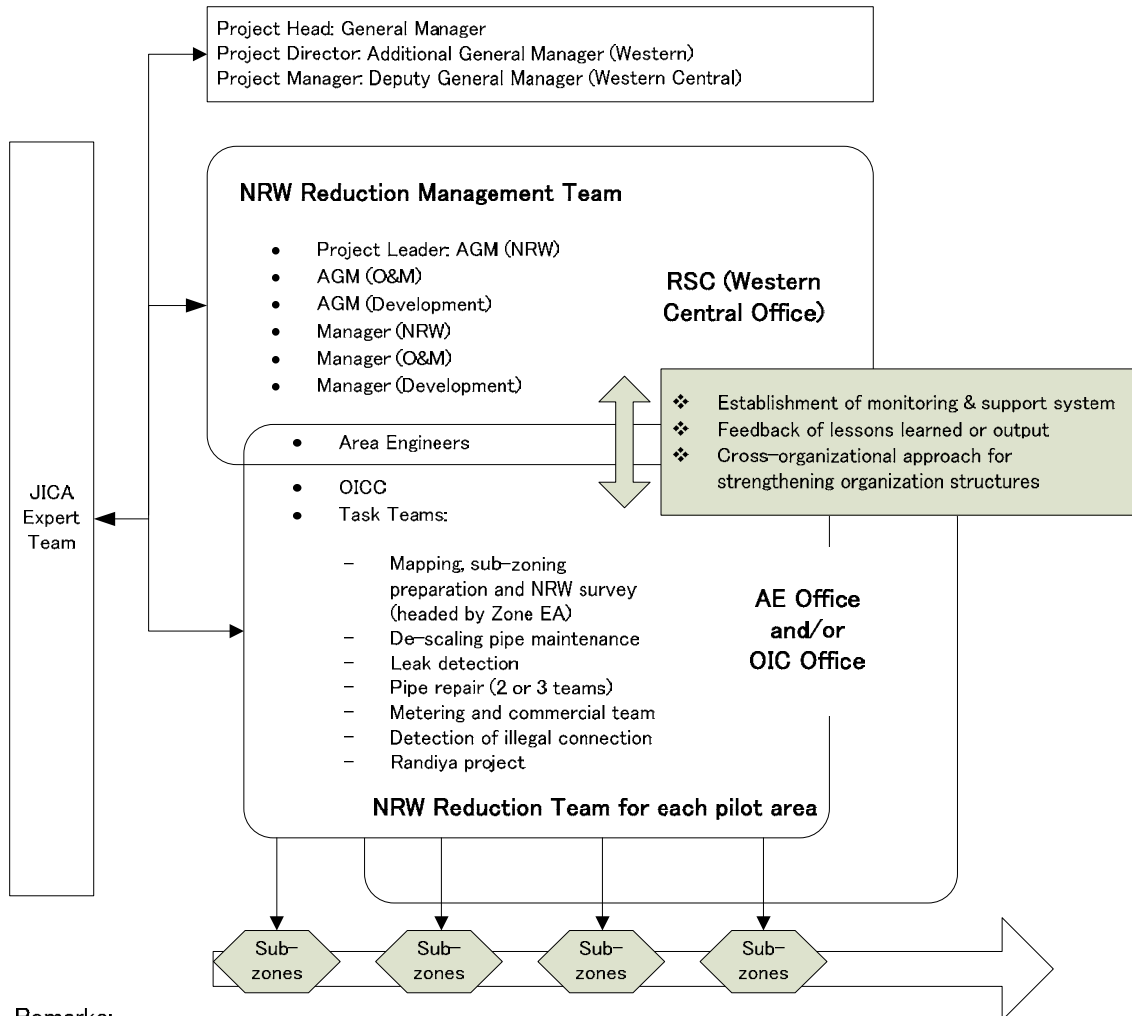 Project Head: General Manager
Project Director: Additional General Manager (Western)
Project Manager: Deputy General Manager (Western Central)
NRW Reduction Management Team
• Project Leader: AGM (NRW)
• AGM (O&M)
• AGM (Development)
• Manager (NRW)
• Manager (O&M)
• Manager (Development)
RSC (Western
Central Office)
❖ Establishment of monitoring & support system
❖ Feedback of lessons learned or output
❖ Cross-organizational approach for
strengthening organization structures
• Area Engineers
• OICC
• Task Teams:
– Mapping, sub-zoning
preparation and NRW survey
(headed by Zone EA)
– De-scaling pipe maintenance
– Leak detection
– Pipe repair (2 or 3 teams)
– Metering and commercial team
– Detection of illegal connection
– Randiya project
AE Office
and/or
OIC Office
NRW Reduction Team for each pilot area
JICA
Expert
Team
Sub-
zones
Sub-
zones
Sub-
zones
Sub-
zones
Remarks: